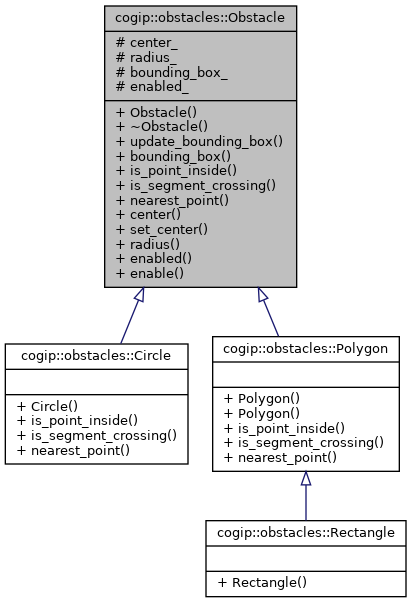 cogip::obstacles::Obstacle
# center_
# radius_
# bounding_box_
# enabled_
+ Obstacle()
+ ~Obstacle()
+ update_bounding_box()
+ bounding_box()
+ is_point_inside()
+ is_segment_crossing()
+ nearest_point()
+ center()
+ set_center()
+ radius()
+ enabled()
+ enable()
cogip::obstacles::Circle
+ Circle()
+ is_point_inside()
+ is_segment_crossing()
+ nearest_point()
cogip::obstacles::Polygon
+ Polygon()
+ Polygon()
+ is_point_inside()
+ is_segment_crossing()
+ nearest_point()
cogip::obstacles::Rectangle
+ Rectangle()